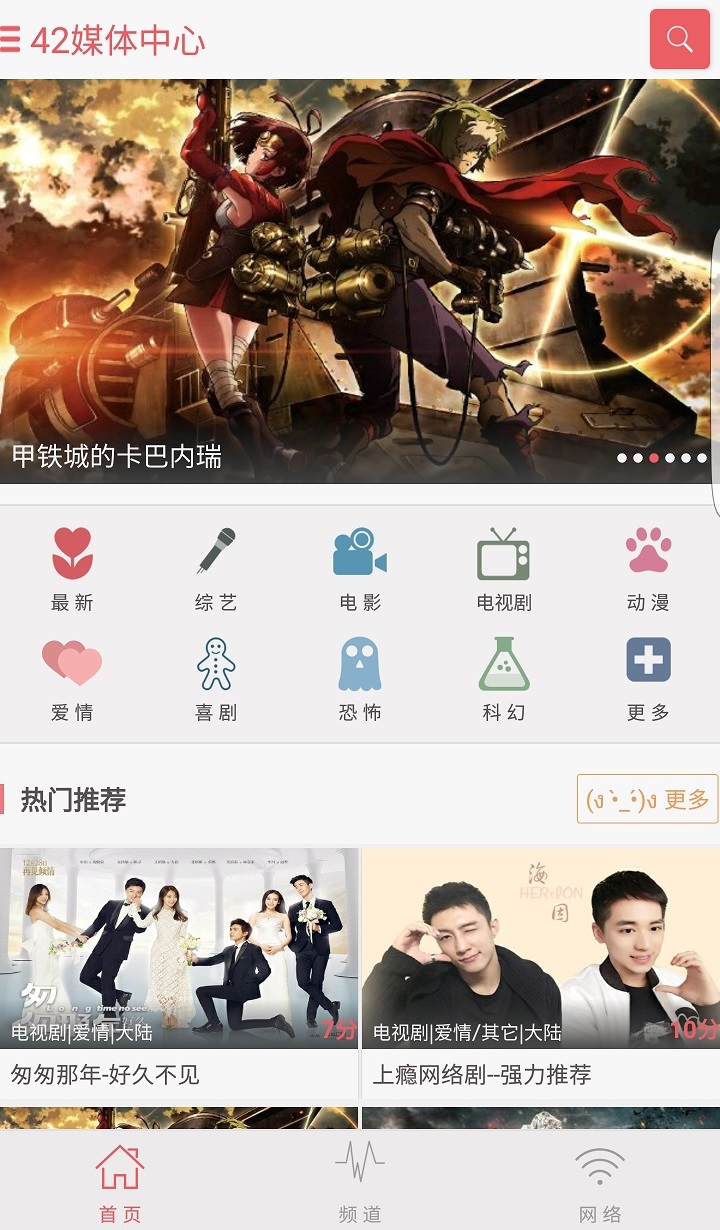 42媒体中心
甲铁城的卡巴内瑞
最新 综艺 电影 电视剧 动漫
爱情 喜剧 恐怖 科幻 更多
热门推荐
(ง •̀_•́)ง 更多
12月28日
再见倾情
long time no see
海
HERO&ON
因
电视剧|爱情|大陆
7分
电视剧|爱情/其它|大陆
10分
匆匆那年-好久不见
上瘾网络剧--强力推荐
首页 频道 网络